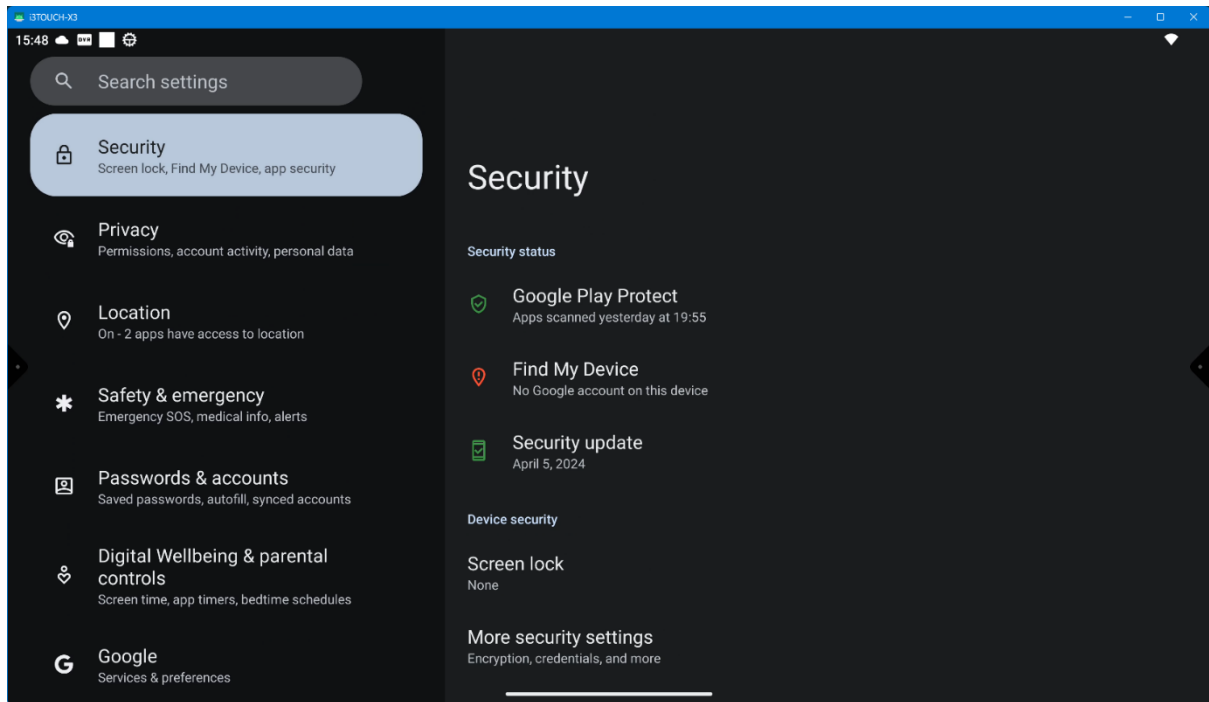 i3TOUCH-X3
15:48
Search settings
Security
Screen lock, Find My Device, app security
Privacy
Permissions, account activity, personal data
Location
On - 2 apps have access to location
Safety & emergency
Emergency SOS, medical info, alerts
Passwords & accounts
Saved passwords, autofill, synced accounts
Digital Wellbeing & parental
controls
Screen time, app timers, bedtime schedules
Google
Services & preferences
Security
Security status
Google Play Protect
Apps scanned yesterday at 19:55
Find My Device
No Google account on this device
Security update
April 5, 2024
Device security
Screen lock
None
More security settings
Encryption, credentials, and more